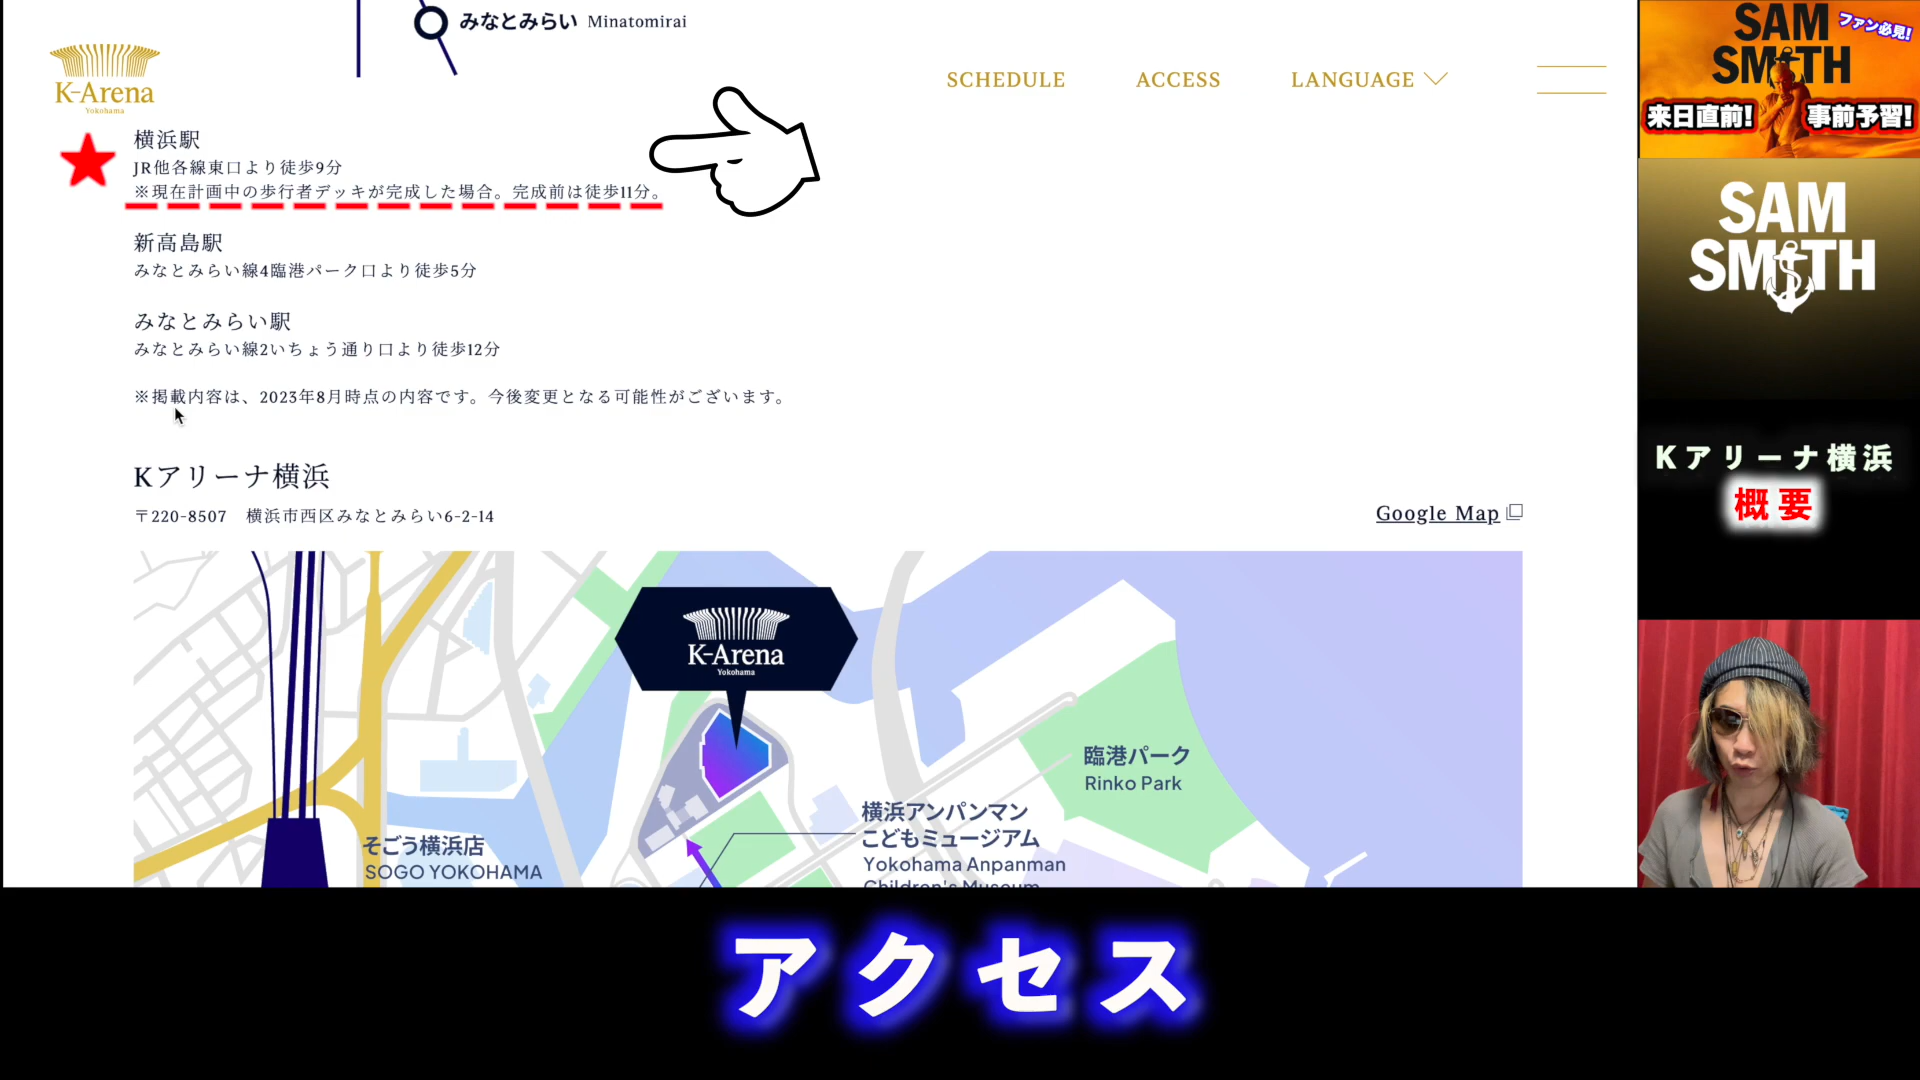 みなとみらい Minatomirai
K-Arena
Yokohama
SCHEDULE
ACCESS
LANGUAGE
横浜駅
JR他各線東口より徒歩9分
※現在計画中の歩行者デッキが完成した場合。完成前は徒歩11分。
新高島駅
みなとみらい線4臨港パーク口より徒歩5分
みなとみらい駅
みなとみらい線2いちょう通り口より徒歩12分
※掲載内容は、2023年8月時点の内容です。今後変更となる可能性がございます。
Kアリーナ横浜
〒220-8507 横浜市西区みなとみらい6-2-14
Google Map
K-Arena
Yokohama
臨港パーク
Rinko Park
横浜アンパンマン
こどもミュージアム
Yokohama Anpanman
Children's Museum
そごう横浜店
SOGO YOKOHAMA
SAM
SMITH
ファン必見!
来日直前!
事前予習!
SAM
SMITH
Kアリーナ横浜
概要
アクセス